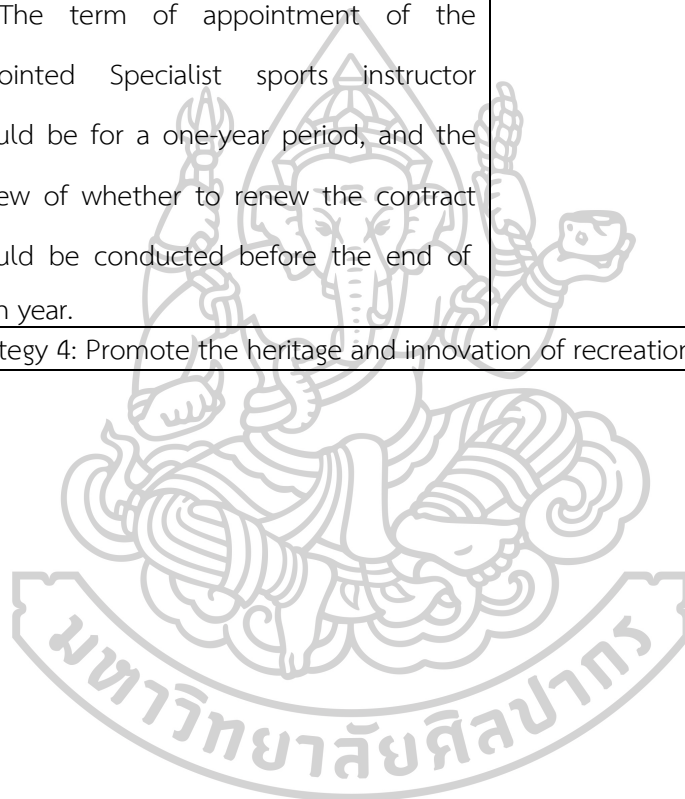 The term of appointment of the
ointed Specialist sports instructor
uld be for a one-year period, and the
ew of whether to renew the contract
uld be conducted before the end of
n year.
tegy 4: Promote the heritage and innovation of recreation
มหาวิทยาลัยศิลปากร